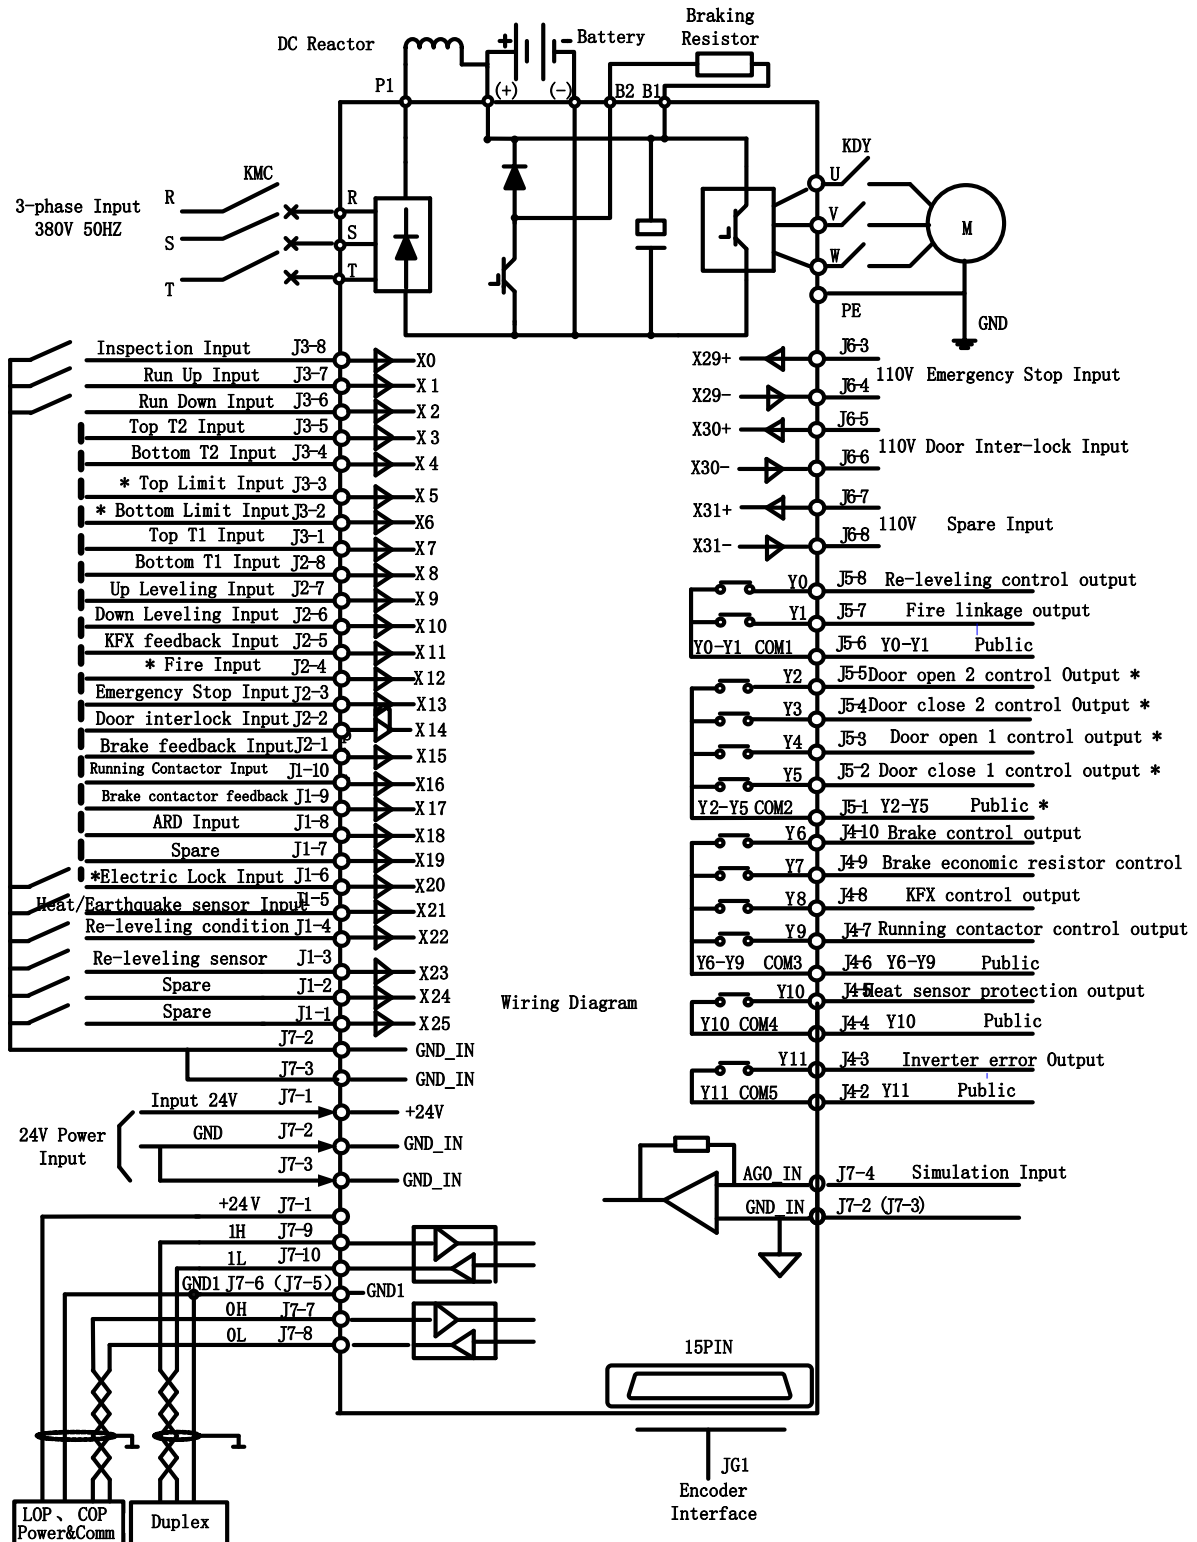 Braking
Resistor
DC Reactor
+ - Battery
P1
(+) (-) B2 B1
KMC
KDY
3-phase Input
380V 50HZ
R R U
S S V
T T W
M
PE
GND
Inspection Input J3-8 X0
Run Up Input J3-7 X1
Run Down Input J3-6 X2
Top T2 Input J3-5 X3
Bottom T2 Input J3-4 X4
* Top Limit Input J3-3 X5
* Bottom Limit Input J3-2 X6
Top T1 Input J3-1 X7
Bottom T1 Input J2-8 X8
Up Leveling Input J2-7 X9
Down Leveling Input J2-6 X10
KFX feedback Input J2-5 X11
* Fire Input J2-4 X12
Emergency Stop Input J2-3 X13
Door interlock Input J2-2 X14
Brake feedback Input J2-1 X15
Running Contactor Input J1-10 X16
Brake contactor feedback J1-9 X17
ARD Input J1-8 X18
Spare J1-7 X19
*Electric Lock Input J1-6 X20
Heat/Earthquake sensor Input J1-5 X21
Re-leveling condition J1-4 X22
Re-leveling sensor J1-3 X23
Spare J1-2 X24
Spare J1-1 X25
J7-2 GND_IN
J7-3 GND_IN
24V Power
Input
Input 24V J7-1 +24V
GND J7-2 GND_IN
J7-3 GND_IN
+24V J7-1
1H J7-9
1L J7-10
GND1 J7-6 (J7-5) GND1
0H J7-7
0L J7-8
LOP、COP
Power&Comm
Duplex
Wiring Diagram
X29+ J6-3
110V Emergency Stop Input
X29- J6-4
X30+ J6-5
110V Door Inter-lock Input
X30- J6-6
X31+ J6-7
110V Spare Input
X31- J6-8
Y0 J5-8 Re-leveling control output
Y1 J5-7 Fire linkage output
Y0-Y1 COM1 J5-6 Y0-Y1 Public
Y2 J5-5 Door open 2 control Output *
Y3 J5-4 Door close 2 control Output *
Y4 J5-3 Door open 1 control output *
Y5 J5-2 Door close 1 control output *
Y2-Y5 COM2 J5-1 Y2-Y5 Public *
Y6 J4-10 Brake control output
Y7 J4-9 Brake economic resistor control
Y8 J4-8 KFX control output
Y9 J4-7 Running contactor control output
Y6-Y9 COM3 J4-6 Y6-Y9 Public
Y10 J4-5 Heat sensor protection output
Y10 COM4 J4-4 Y10 Public
Y11 J4-3 Inverter error Output
Y11 COM5 J4-2 Y11 Public
AGO_IN J7-4 Simulation Input
GND_IN J7-2 (J7-3)
15PIN
JG1
Encoder
Interface